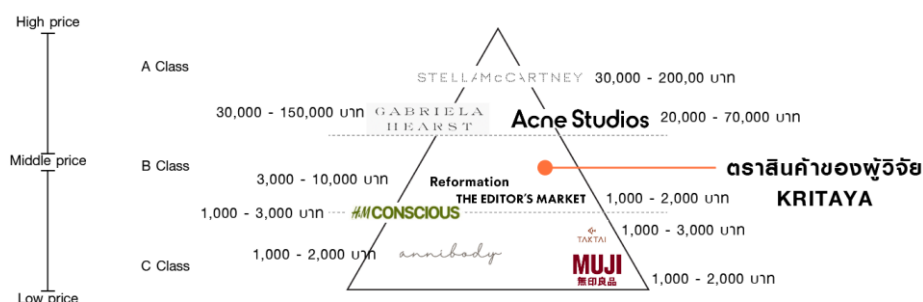 High price
A Class
STELLAMcCARTNEY 30,000 - 200,00 บาท
30,000 - 150,000 บาท GABRIELA HEARST
Acne Studios 20,000 - 70,000 บาท
Middle price
B Class
ตราสินค้าของผู้วิจัย
KRITAYA
3,000 - 10,000 บาท Reformation
THE EDITOR'S MARKET 1,000 - 2,000 บาท
1,000 - 3,000 บาท H&M CONSCIOUS
TAKTAI 1,000 - 3,000 บาท
1,000 - 2,000 บาท annibody
C Class
MUJI
無印良品
1,000 - 2,000 บาท
Low price